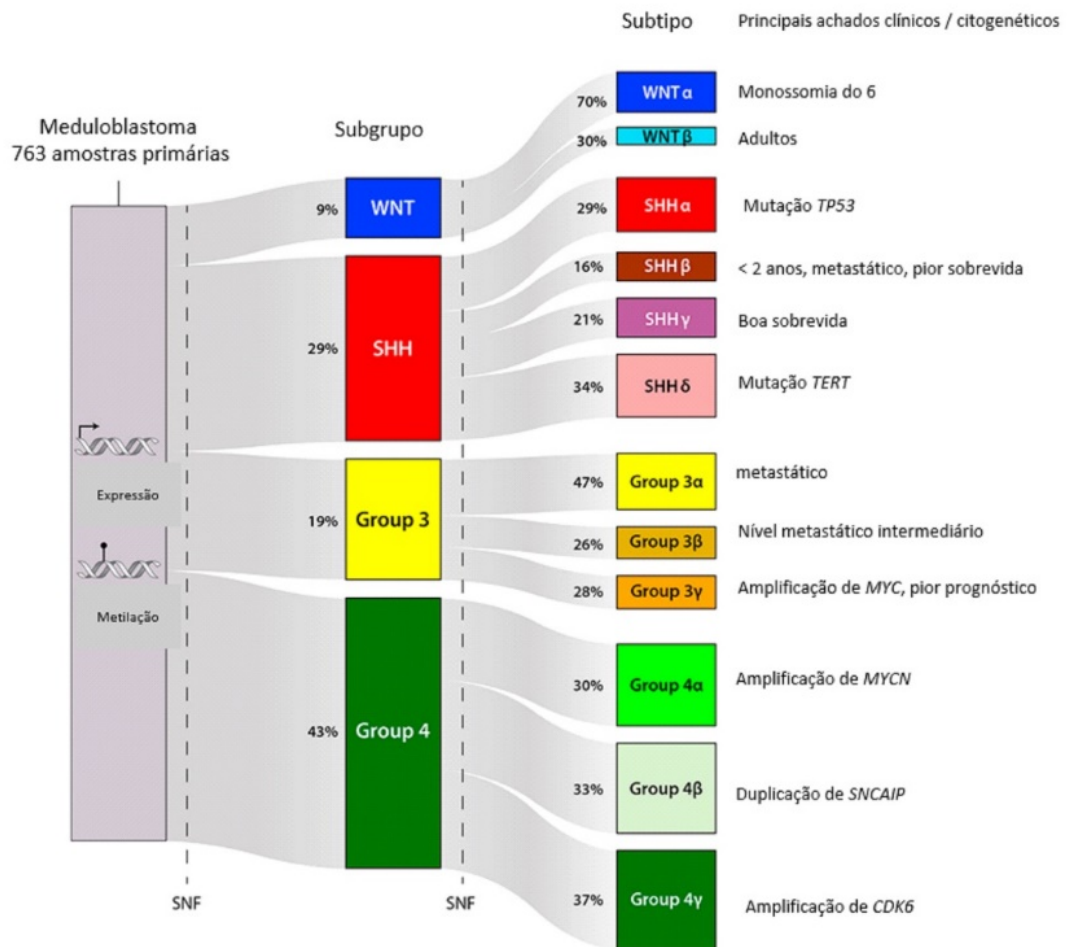 Subtipo
Principais achados clínicos / citogenéticos
Meduloblastoma
763 amostras primárias
Subgrupo
Expressão
Metilação
SNF
9%
WNT
29%
SHH
19%
Group 3
43%
Group 4
SNF
70%
WNT α
Monossomia do 6
30%
WNT β
Adultos
29%
SHH α
Mutação TP53
16%
SHH β
< 2 anos, metastático, pior sobrevida
21%
SHH γ
Boa sobrevida
34%
SHH δ
Mutação TERT
47%
Group 3α
metastático
26%
Group 3β
Nível metastático intermediário
28%
Group 3γ
Amplificação de MYC, pior prognóstico
30%
Group 4α
Amplificação de MYCN
33%
Group 4β
Duplicação de SNCAIP
37%
Group 4γ
Amplificação de CDK6